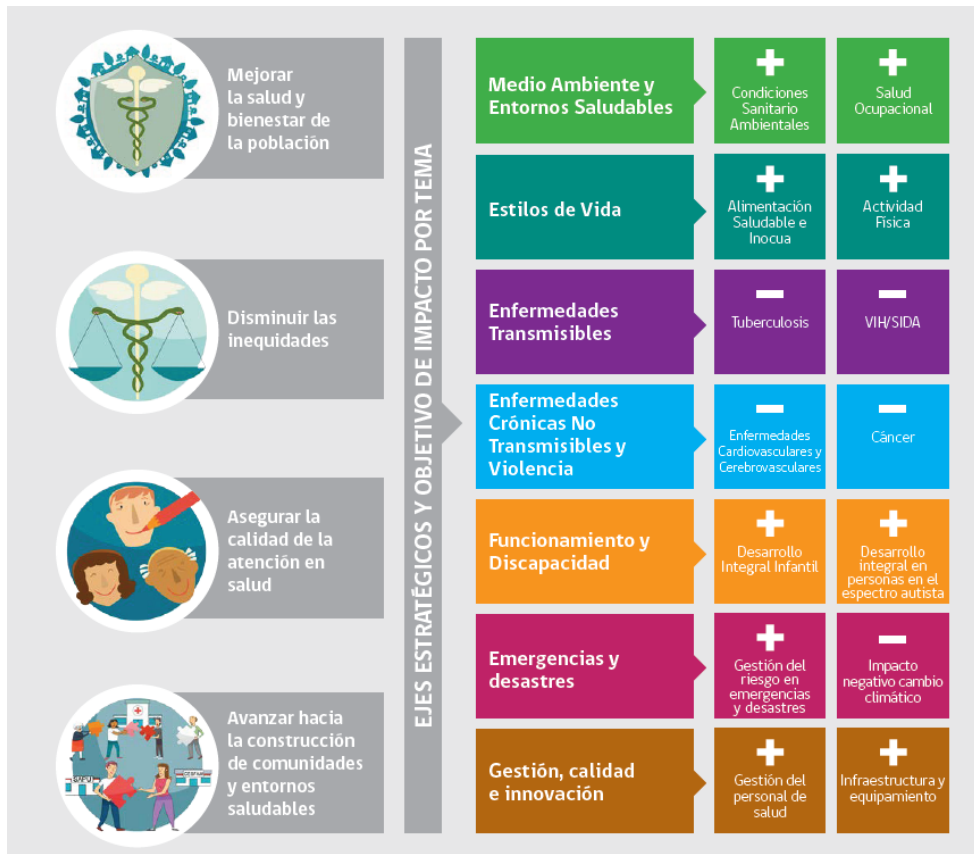 Mejorar
la salud y
bienestar de
la población
Disminuir las
inequidades
Asegurar la
calidad de la
atención en
salud
Avanzar hacia
la construcción
de comunidades
y entornos
saludables
SAPU
CESFAM
EJES ESTRATÉGICOS Y OBJETIVO DE IMPACTO POR TEMA
Medio Ambiente y
Entornos Saludables
+
Condiciones
Sanitario
Ambientales
+
Salud
Ocupacional
Estilos de Vida
+
Alimentación
Saludable e
Inocua
+
Actividad
Física
Enfermedades
Transmisibles
−
Tuberculosis
−
VIH/SIDA
Enfermedades
Crónicas No
Transmisibles y
Violencia
−
Enfermedades
Cardiovasculares y
Cerebrovasculares
−
Cáncer
Funcionamiento y
Discapacidad
+
Desarrollo
Integral Infantil
+
Desarrollo
integral en
personas en el
espectro autista
Emergencias y
desastres
+
Gestión del
riesgo en
emergencias
y desastres
−
Impacto
negativo cambio
climático
Gestión, calidad
e innovación
+
Gestión del
personal de
salud
+
Infraestructura y
equipamiento